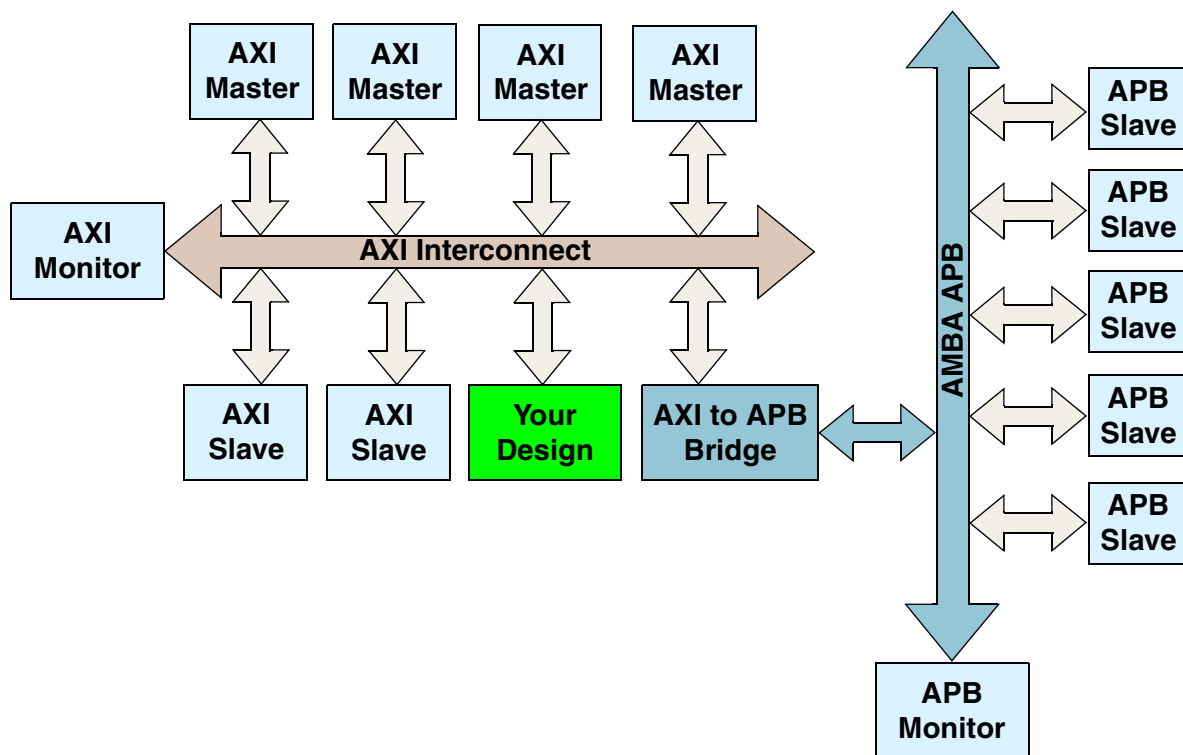 AXI
Master
AXI
Master
AXI
Master
AXI
Master
AXI
Monitor
AXI Interconnect
AXI
Slave
AXI
Slave
Your
Design
AXI to APB
Bridge
AMBA APB
APB
Slave
APB
Slave
APB
Slave
APB
Slave
APB
Slave
APB
Monitor